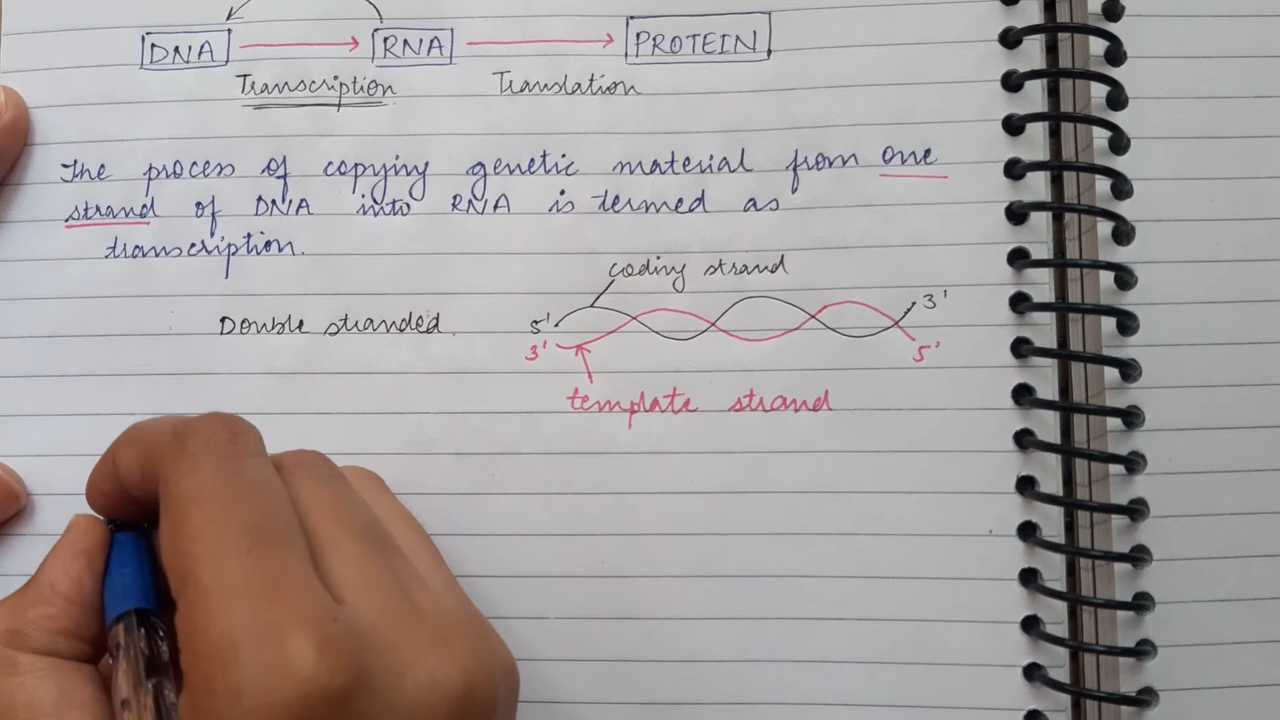 DNA RNA PROTEIN
Transcription Translation
The process of copying genetic material from one
strand of DNA into RNA is termed as
transcription.
coding strand
Double stranded. 5' 3'
3' 5'
template strand